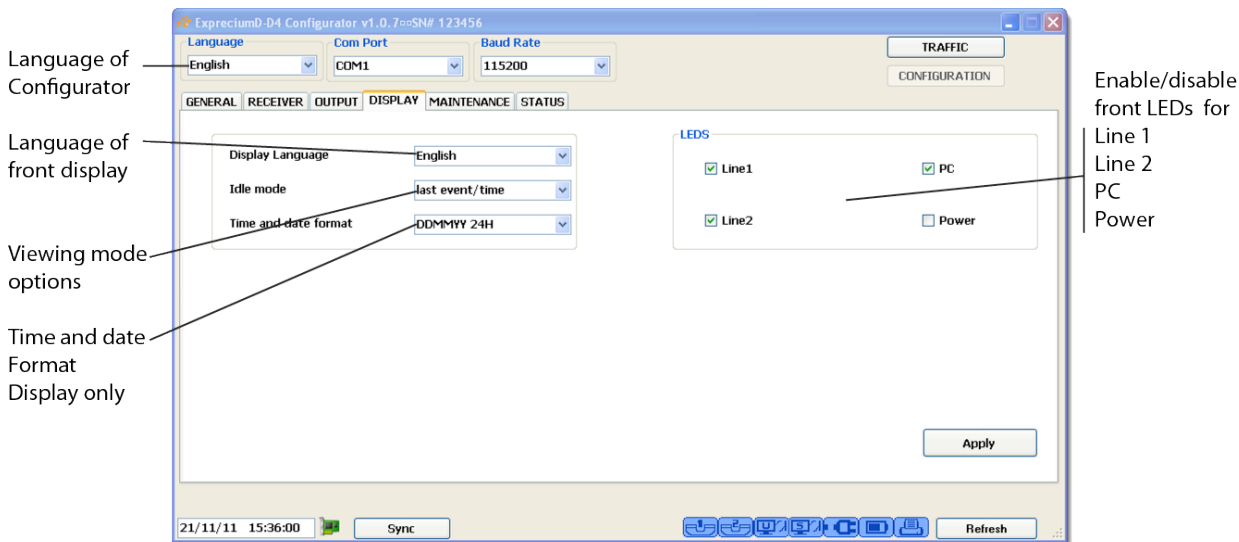 ExpreciumD-D4 Configurator v1.0.7¤¤SN# 123456
Language
Com Port
Baud Rate
English
COM1
115200
TRAFFIC
CONFIGURATION
GENERAL RECEIVER OUTPUT DISPLAY MAINTENANCE STATUS
Display Language
English
Idle mode
last event/time
Time and date format
DDMMYY 24H
LEDS
Line1
PC
Line2
Power
Apply
21/11/11 15:36:00
Sync
1
2
U
S
Refresh
Language of
Configurator
Language of
front display
Viewing mode
options
Time and date
Format
Display only
Enable/disable
front LEDs for
Line 1
Line 2
PC
Power